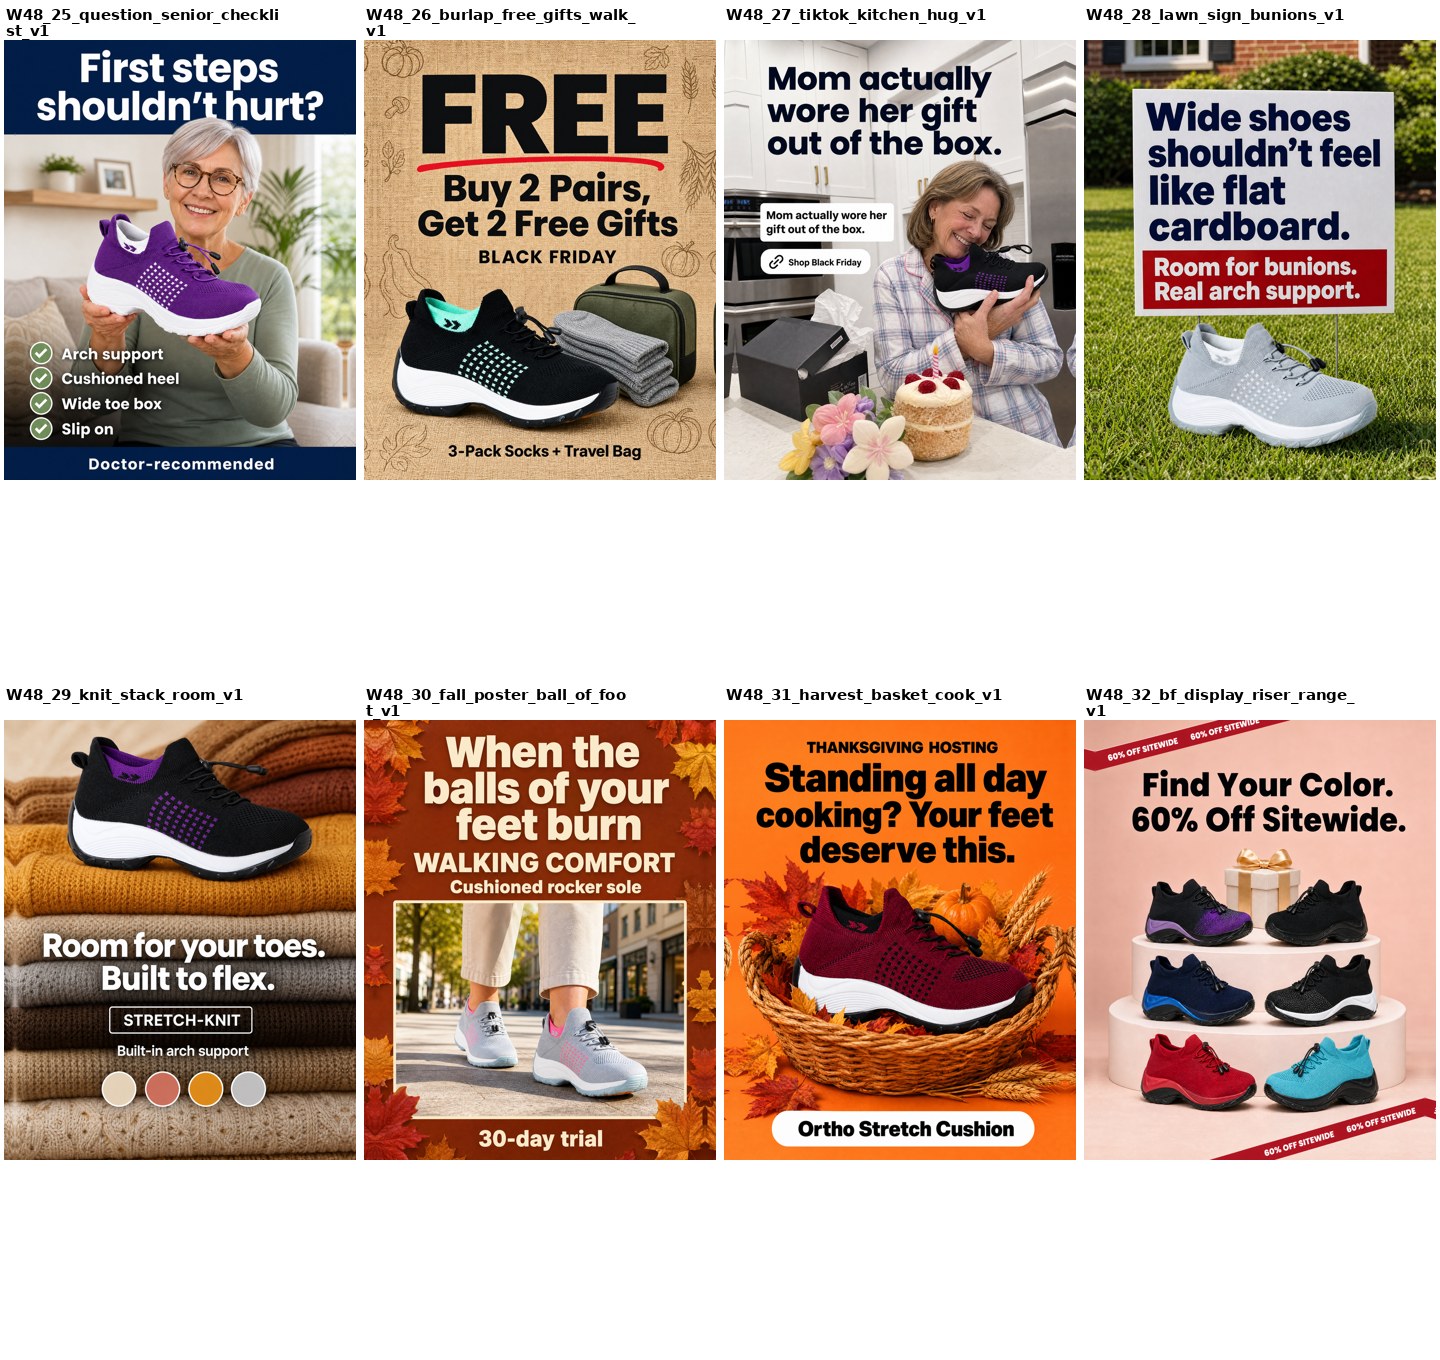 W48_25_question_senior_checkli
st_v1
First steps
shouldn't hurt?
Arch support
Cushioned heel
Wide toe box
Slip on
Doctor-recommended
W48_26_burlap_free_gifts_walk_
v1
FREE
Buy 2 Pairs,
Get 2 Free Gifts
BLACK FRIDAY
3-Pack Socks + Travel Bag
W48_27_tiktok_kitchen_hug_v1
Mom actually
wore her gift
out of the box.
Mom actually wore her
gift out of the box.
Shop Black Friday
W48_28_lawn_sign_bunions_v1
Wide shoes
shouldn't feel
like flat
cardboard.
Room for bunions.
Real arch support.
W48_29_knit_stack_room_v1
Room for your toes.
Built to flex.
STRETCH-KNIT
Built-in arch support
W48_30_fall_poster_ball_of_foo
t_v1
When the
balls of your
feet burn
WALKING COMFORT
Cushioned rocker sole
30-day trial
W48_31_harvest_basket_cook_v1
THANKSGIVING HOSTING
Standing all day
cooking? Your feet
deserve this.
Ortho Stretch Cushion
W48_32_bf_display_riser_range_
v1
60% OFF SITEWIDE 60% OFF SITEWIDE
Find Your Color.
60% Off Sitewide.
60% OFF SITEWIDE 60% OFF SITEWIDE